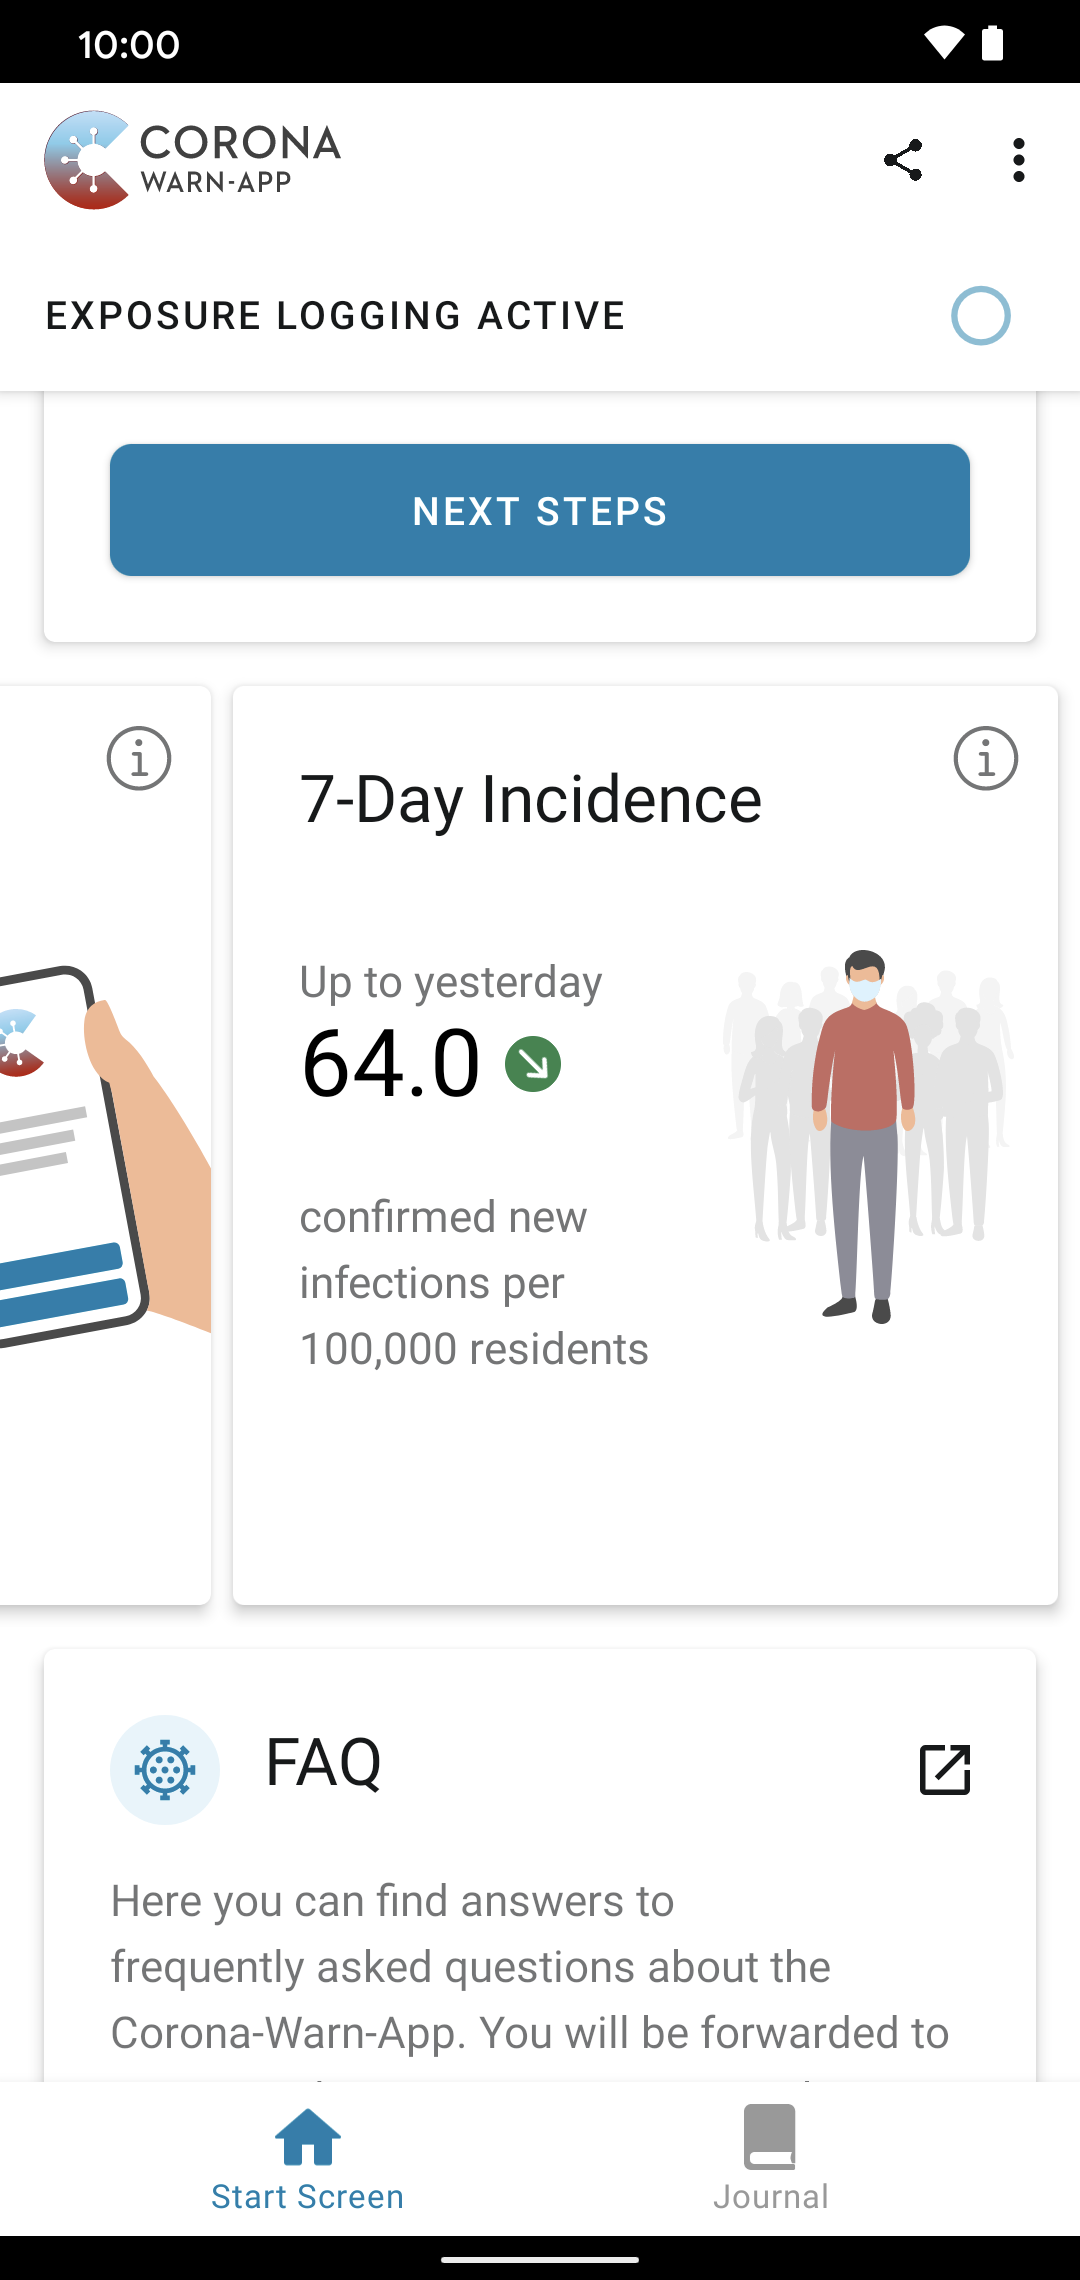 10:00
CORONA
WARN-APP
EXPOSURE LOGGING ACTIVE
NEXT STEPS
7-Day Incidence
Up to yesterday
64.0
confirmed new
infections per
100,000 residents
FAQ
Here you can find answers to
frequently asked questions about the
Corona-Warn-App. You will be forwarded to
Start Screen
Journal